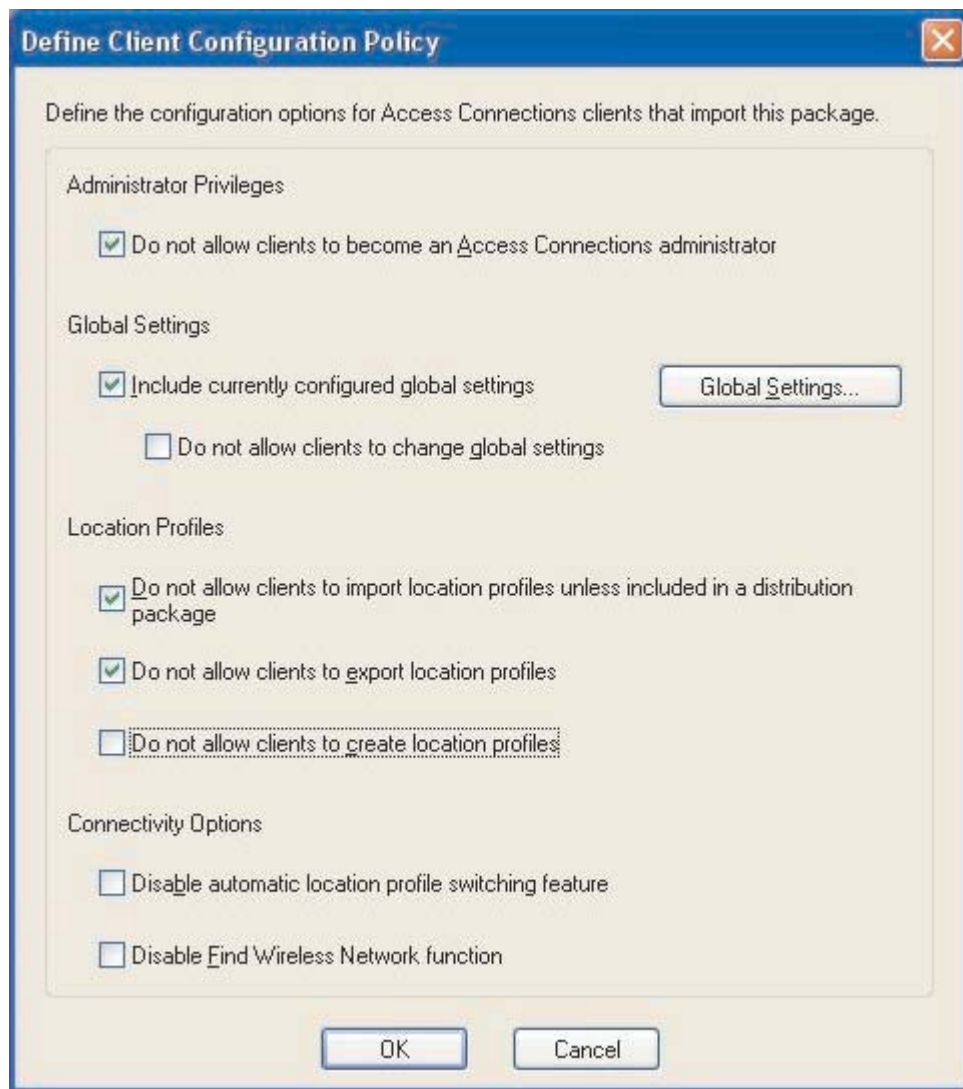 Define Client Configuration Policy
Define the configuration options for Access Connections clients that import this package.
Administrator Privileges
Do not allow clients to become an Access Connections administrator
Global Settings
Include currently configured global settings
Global Settings...
Do not allow clients to change global settings
Location Profiles
Do not allow clients to import location profiles unless included in a distribution
package
Do not allow clients to export location profiles
Do not allow clients to create location profiles
Connectivity Options
Disable automatic location profile switching feature
Disable Find Wireless Network function
OK
Cancel